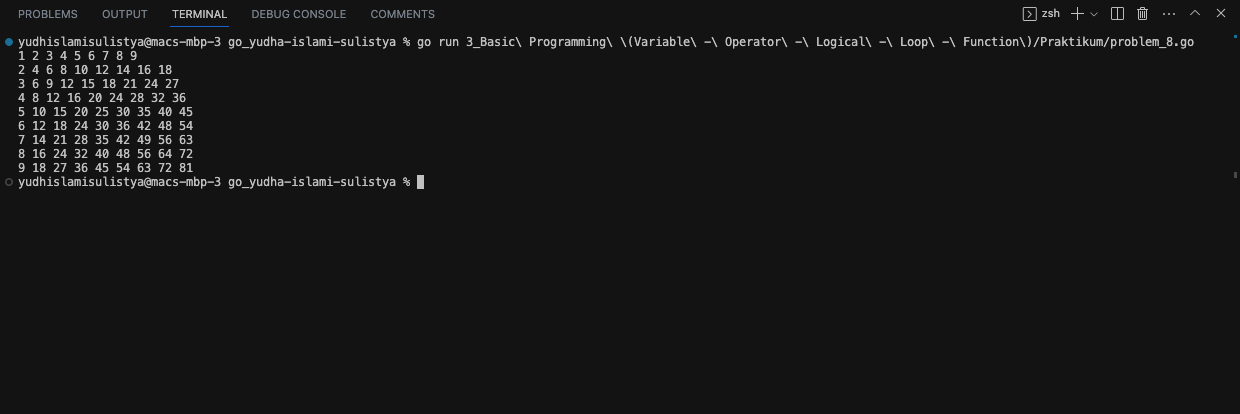 PROBLEMS OUTPUT TERMINAL DEBUG CONSOLE COMMENTS zsh
yudhislamisulistya@macs-mbp-3 go_yudha-islami-sulistya % go run 3_Basic\ Programming\ \(Variable\ -\ Operator\ -\ Logical\ -\ Loop\ -\ Function\)/Praktikum/problem_8.go
1 2 3 4 5 6 7 8 9
2 4 6 8 10 12 14 16 18
3 6 9 12 15 18 21 24 27
4 8 12 16 20 24 28 32 36
5 10 15 20 25 30 35 40 45
6 12 18 24 30 36 42 48 54
7 14 21 28 35 42 49 56 63
8 16 24 32 40 48 56 64 72
9 18 27 36 45 54 63 72 81
yudhislamisulistya@macs-mbp-3 go_yudha-islami-sulistya %